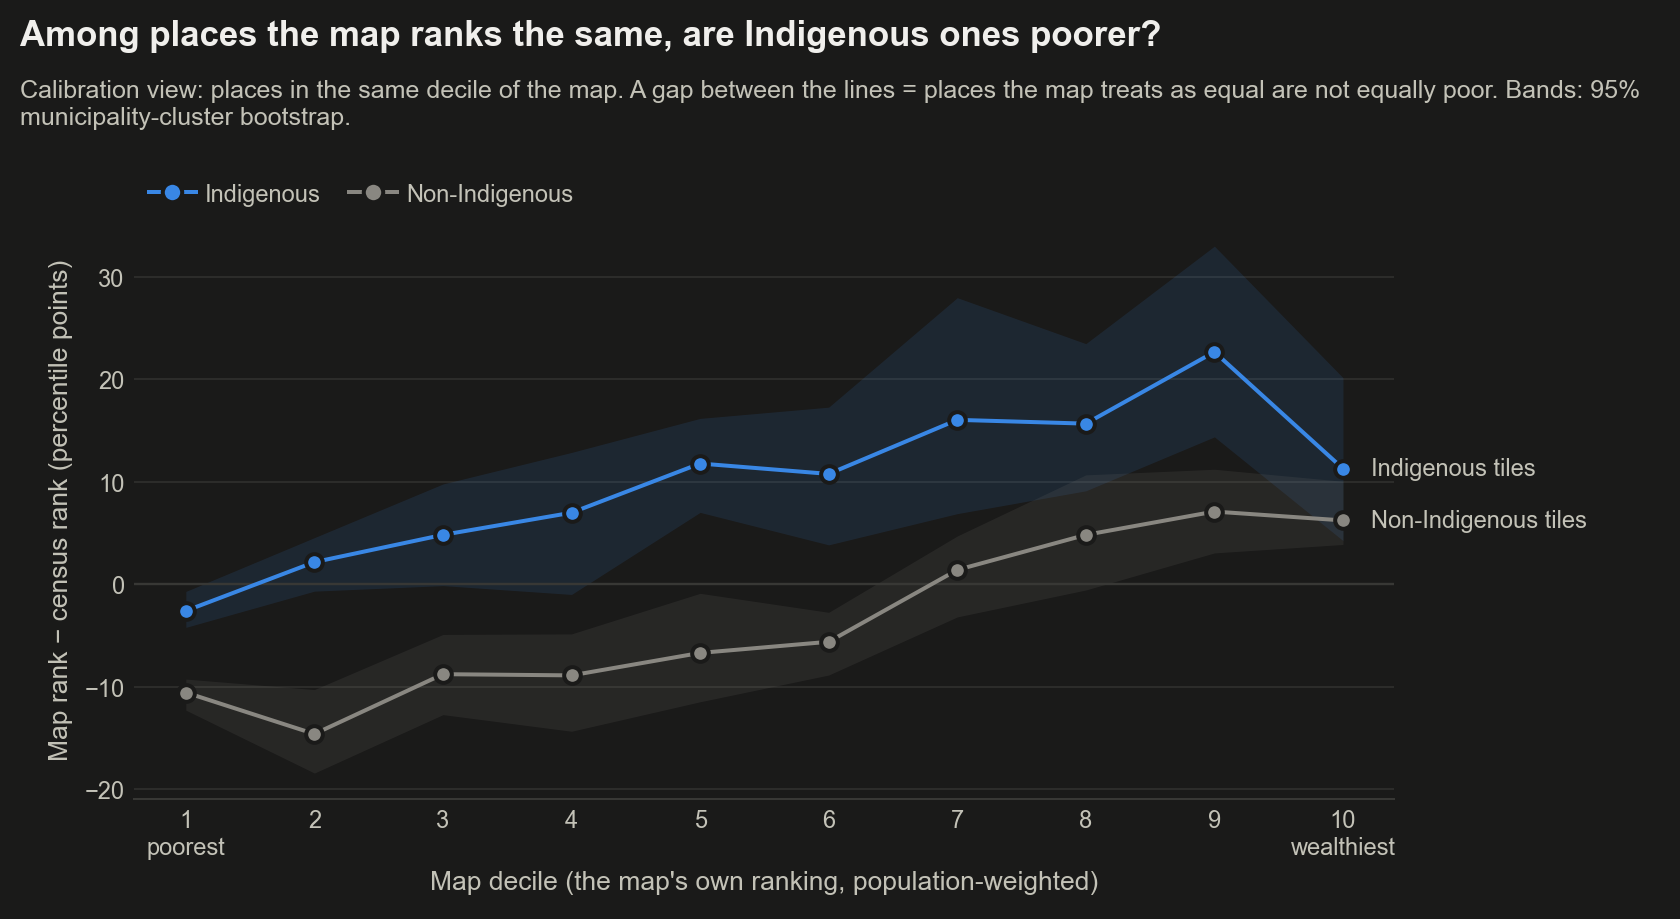 Among places the map ranks the same, are Indigenous ones poorer?
Calibration view: places in the same decile of the map. A gap between the lines = places the map treats as equal are not equally poor. Bands: 95%
municipality-cluster bootstrap.
Indigenous
Non-Indigenous
Map rank − census rank (percentile points)
30
20
10
0
−10
−20
Indigenous tiles
Non-Indigenous tiles
1 2 3 4 5 6 7 8 9 10
poorest wealthiest
Map decile (the map's own ranking, population-weighted)